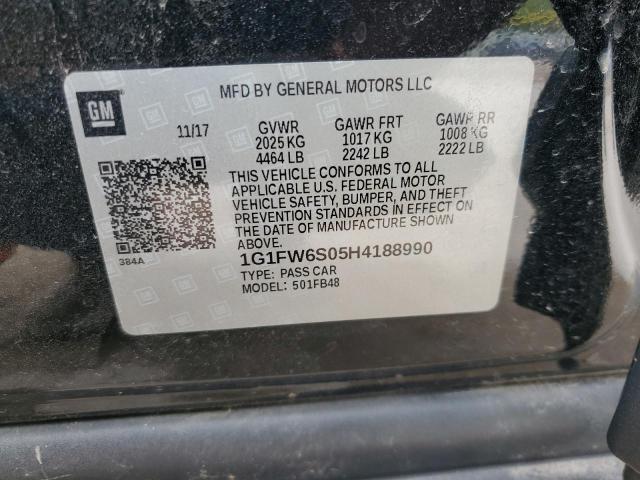 MFD BY GENERAL MOTORS LLC
GM
11/17
GVWR
2025 KG
4464 LB
GAWR FRT
1017 KG
2242 LB
GAWR RR
1008 KG
2222 LB
THIS VEHICLE CONFORMS TO ALL
APPLICABLE U.S. FEDERAL MOTOR
VEHICLE SAFETY, BUMPER, AND THEFT
PREVENTION STANDARDS IN EFFECT ON
THE DATE OF MANUFACTURE SHOWN
ABOVE.
384A
1G1FW6S05H4188990
TYPE: PASS CAR
MODEL: 501FB48